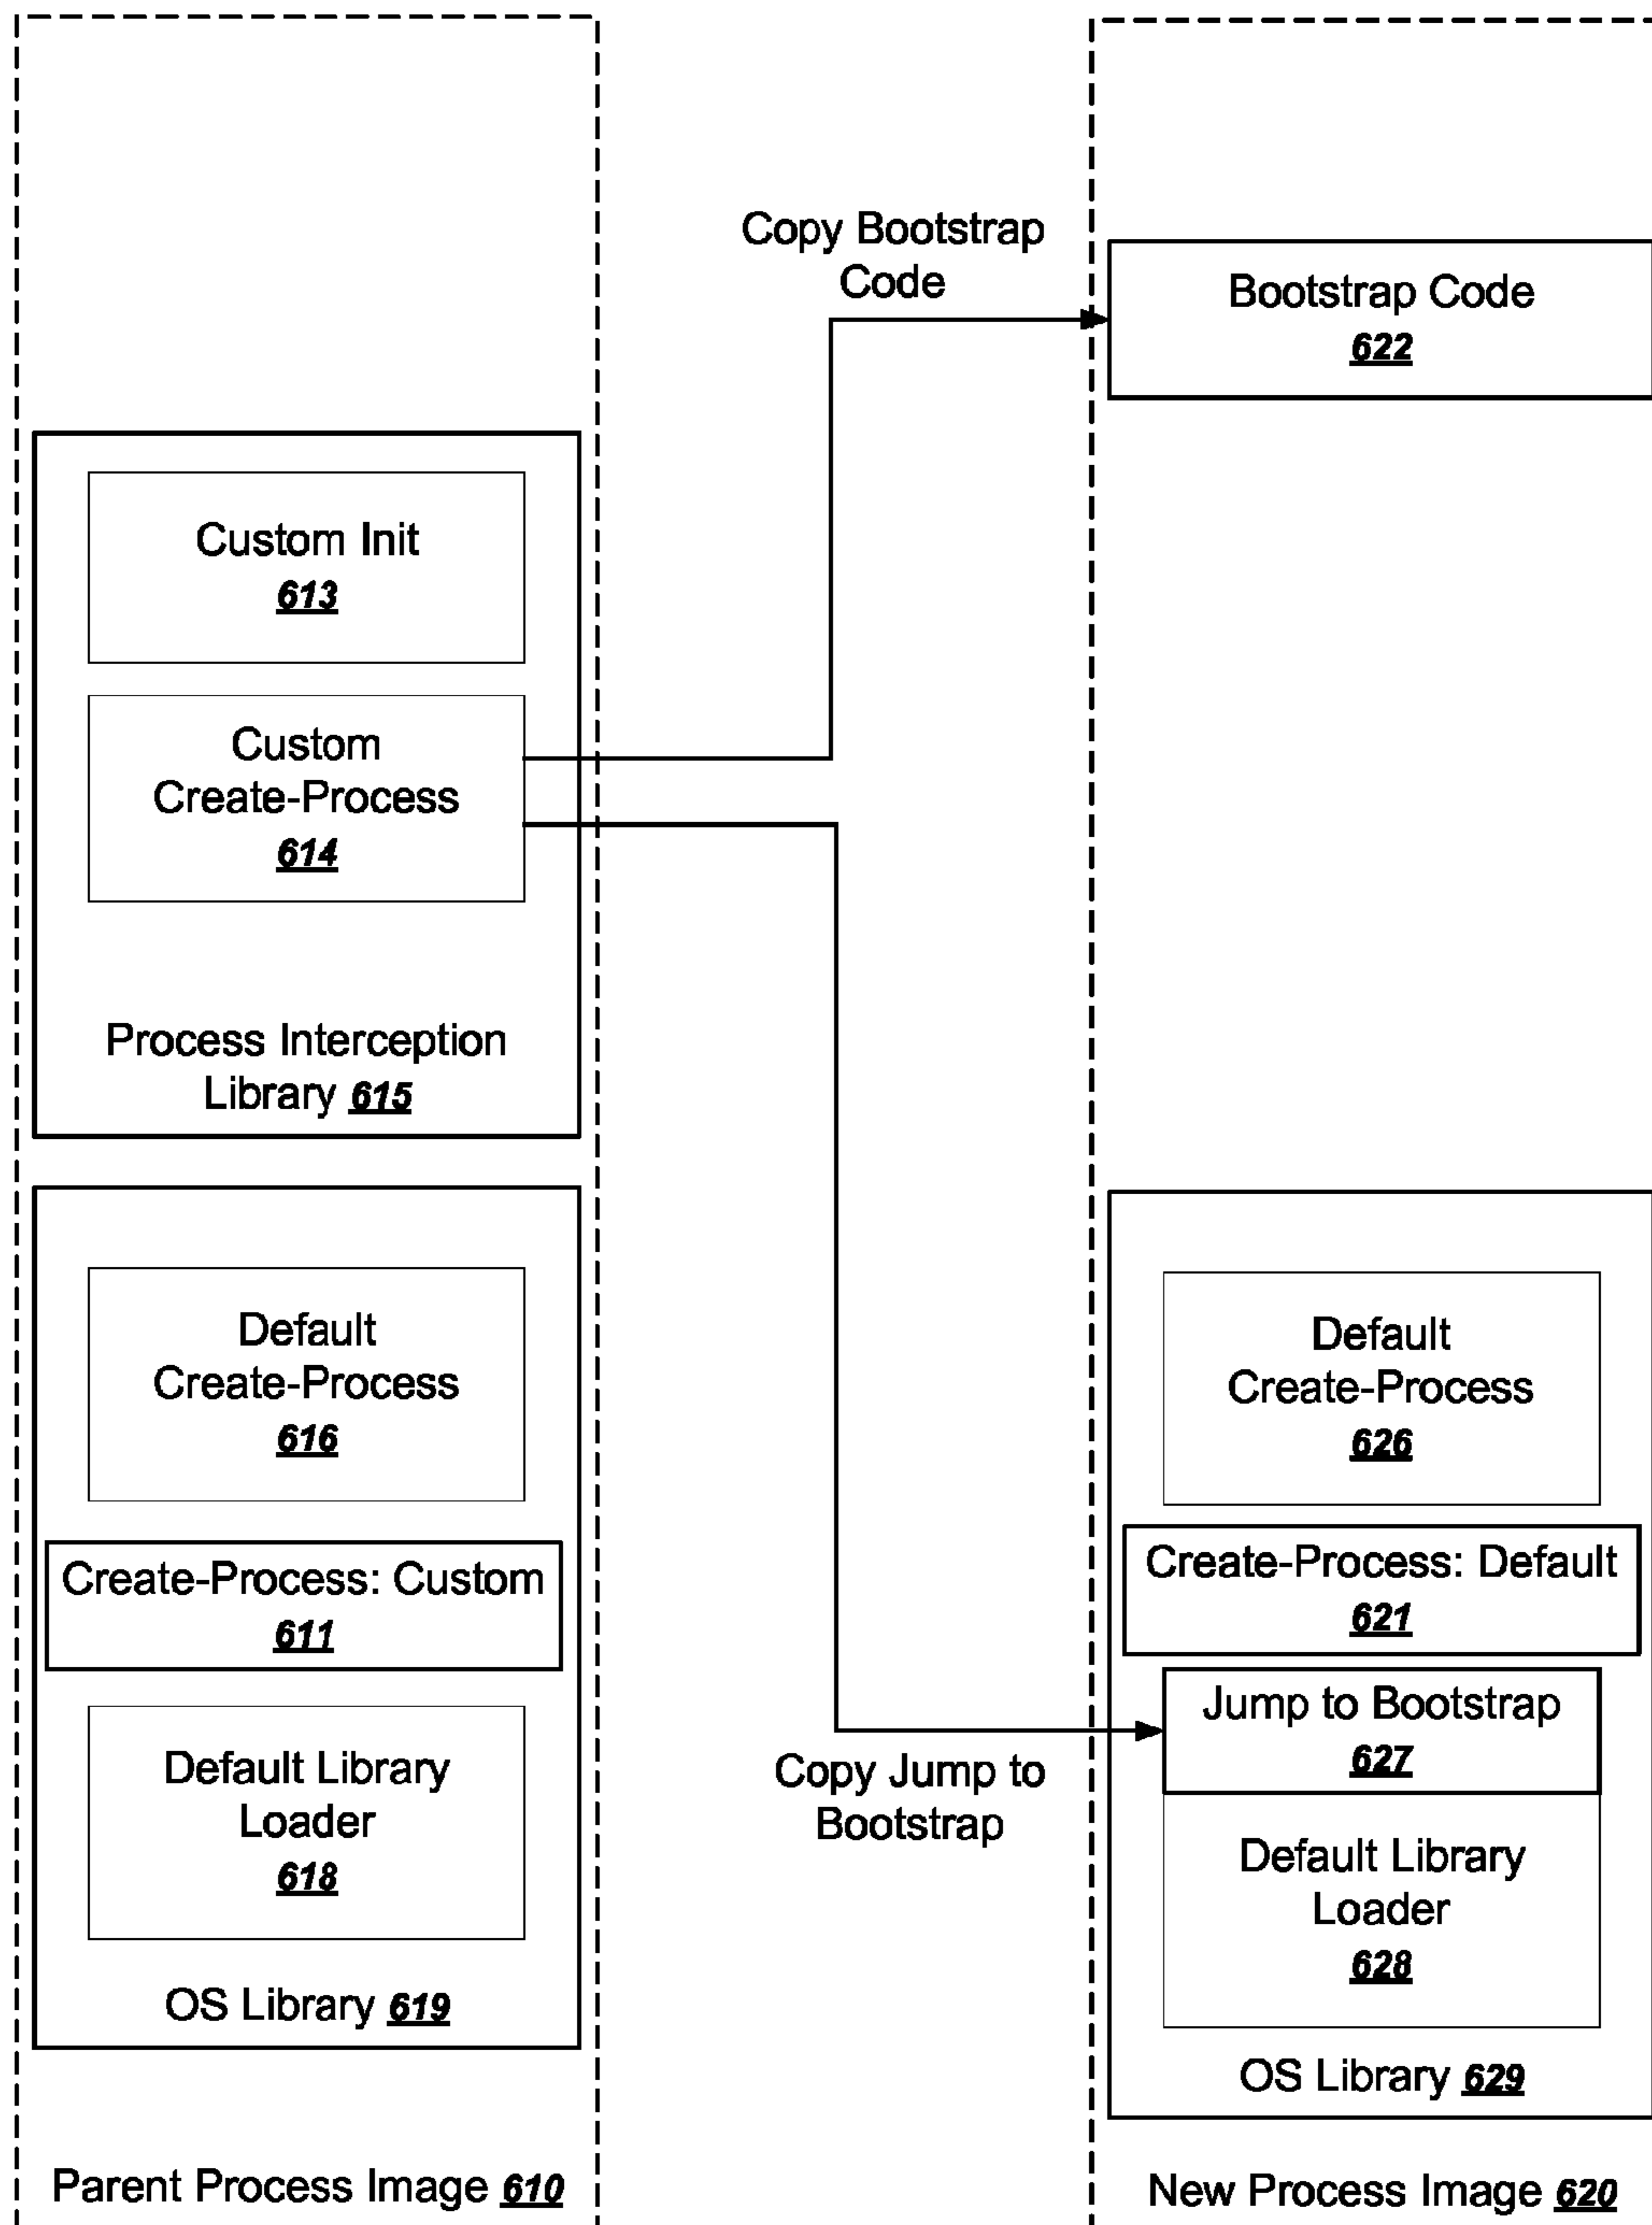 Copy Bootstrap
Code
Bootstrap Code
622
Custom Init
613
Custom
Create-Process
614
Process Interception
Library 615
Default
Create-Process
616
Create-Process: Custom
611
Default Library
Loader
618
OS Library 619
Parent Process Image 610
Copy Jump to
Bootstrap
Default
Create-Process
626
Create-Process: Default
621
Jump to Bootstrap
627
Default Library
Loader
628
OS Library 629
New Process Image 620